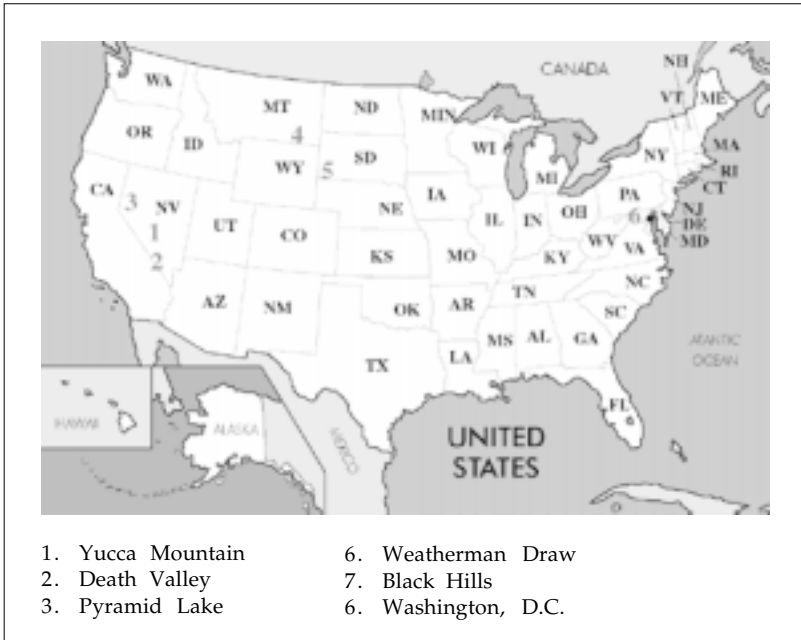 CANADA
NH
VT
ME
WA
MT
ND
MIN
OR
ID
4
WI
MA
WY
5
SD
NY
RI
CT
MI
CA
3
NV
IA
PA
NJ
NE
6
DE
MD
1
UT
CO
IL
IN
OH
WV
VA
2
KS
MO
KY
NC
AZ
NM
OK
AR
TN
SC
MS
AL
GA
ATANTIC
OCEAN
TX
LA
FL
HAWAII
ALASKA
MEXICO
UNITED
STATES
1. Yucca Mountain
2. Death Valley
3. Pyramid Lake
6. Weatherman Draw
7. Black Hills
6. Washington, D.C.